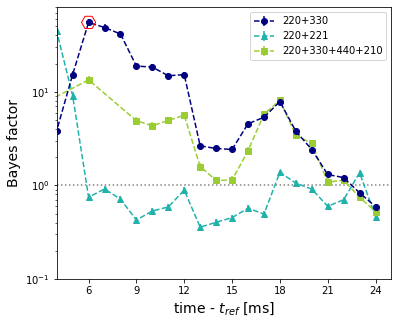 220+330
220+221
220+330+440+210
Bayes factor
10¹
10⁰
10⁻¹
6 9 12 15 18 21 24
time - t_ref [ms]